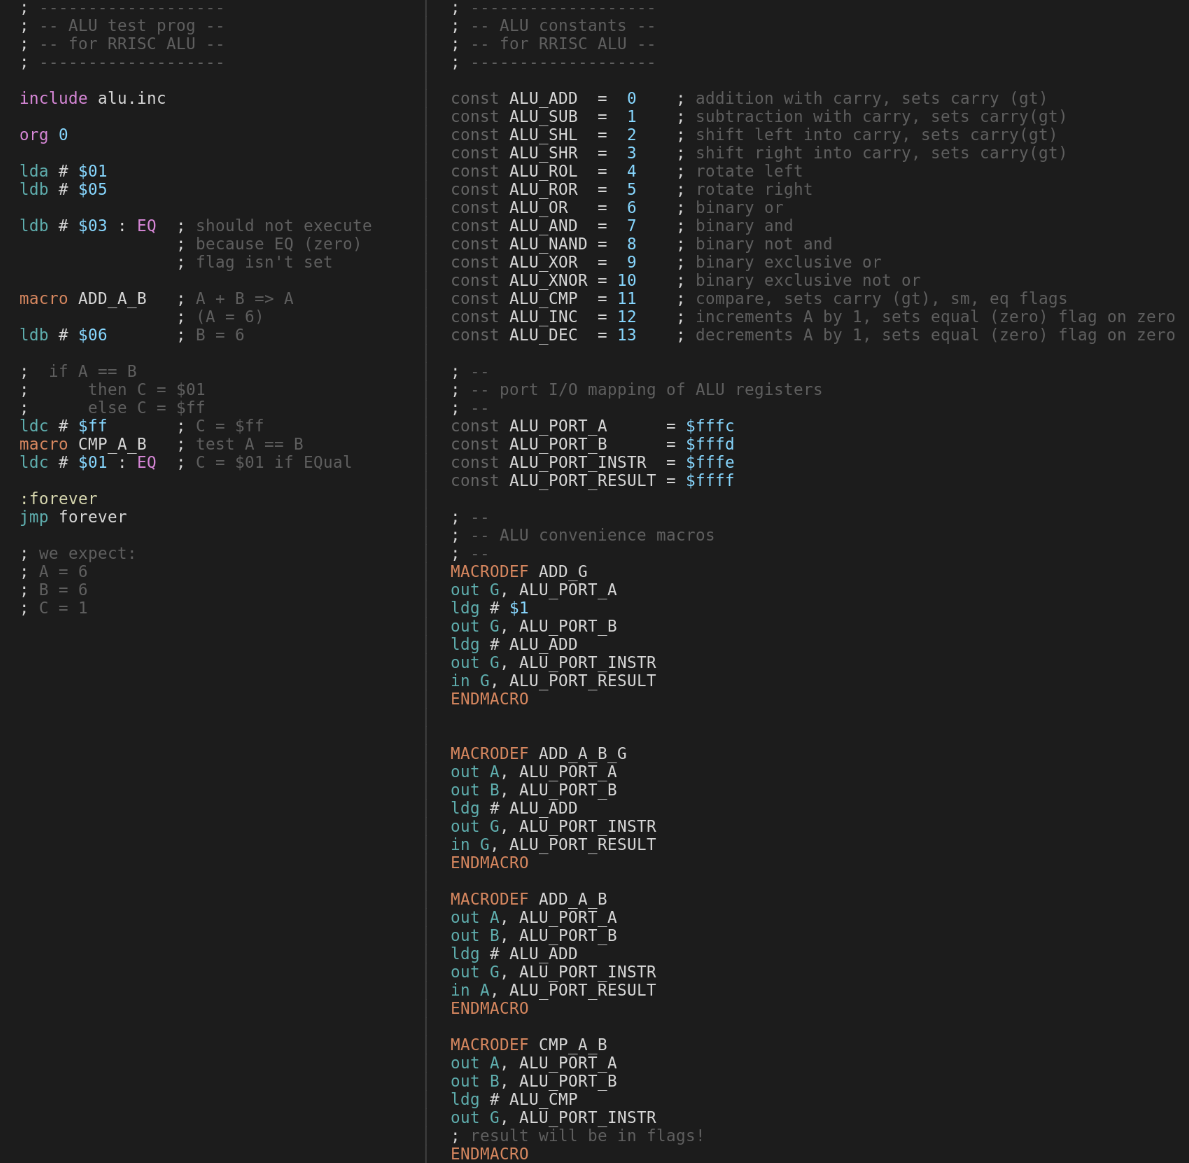 ; -------------------
; -- ALU test prog --
; -- for RRISC ALU --
; -------------------
include alu.inc
org 0
lda # $01
ldb # $05
ldb # $03 : EQ  ; should not execute
                ; because EQ (zero)
                ; flag isn't set
macro ADD_A_B   ; A + B => A
                ; (A = 6)
ldb # $06       ; B = 6
;  if A == B
;      then C = $01
;      else C = $ff
ldc # $ff       ; C = $ff
macro CMP_A_B   ; test A == B
ldc # $01 : EQ  ; C = $01 if EQual
:forever
jmp forever
; we expect:
; A = 6
; B = 6
; C = 1
; -------------------
; -- ALU constants --
; -- for RRISC ALU --
; -------------------
const ALU_ADD  =  0    ; addition with carry, sets carry (gt)
const ALU_SUB  =  1    ; subtraction with carry, sets carry(gt)
const ALU_SHL  =  2    ; shift left into carry, sets carry(gt)
const ALU_SHR  =  3    ; shift right into carry, sets carry(gt)
const ALU_ROL  =  4    ; rotate left
const ALU_ROR  =  5    ; rotate right
const ALU_OR   =  6    ; binary or
const ALU_AND  =  7    ; binary and
const ALU_NAND =  8    ; binary not and
const ALU_XOR  =  9    ; binary exclusive or
const ALU_XNOR = 10    ; binary exclusive not or
const ALU_CMP  = 11    ; compare, sets carry (gt), sm, eq flags
const ALU_INC  = 12    ; increments A by 1, sets equal (zero) flag on zero
const ALU_DEC  = 13    ; decrements A by 1, sets equal (zero) flag on zero
; --
; -- port I/O mapping of ALU registers
; --
const ALU_PORT_A      = $fffc
const ALU_PORT_B      = $fffd
const ALU_PORT_INSTR  = $fffe
const ALU_PORT_RESULT = $ffff
; --
; -- ALU convenience macros
; --
MACRODEF ADD_G
out G, ALU_PORT_A
ldg # $1
out G, ALU_PORT_B
ldg # ALU_ADD
out G, ALU_PORT_INSTR
in G, ALU_PORT_RESULT
ENDMACRO
MACRODEF ADD_A_B_G
out A, ALU_PORT_A
out B, ALU_PORT_B
ldg # ALU_ADD
out G, ALU_PORT_INSTR
in G, ALU_PORT_RESULT
ENDMACRO
MACRODEF ADD_A_B
out A, ALU_PORT_A
out B, ALU_PORT_B
ldg # ALU_ADD
out G, ALU_PORT_INSTR
in A, ALU_PORT_RESULT
ENDMACRO
MACRODEF CMP_A_B
out A, ALU_PORT_A
out B, ALU_PORT_B
ldg # ALU_CMP
out G, ALU_PORT_INSTR
; result will be in flags!
ENDMACRO